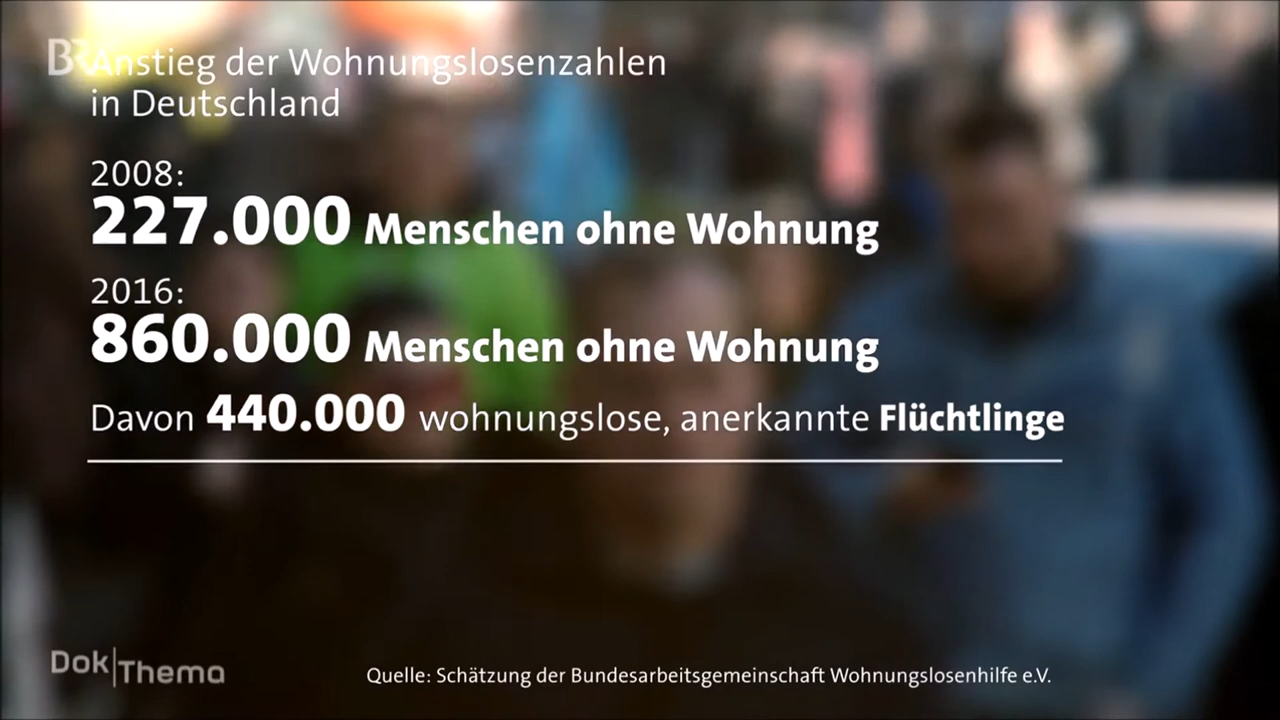 BR
Anstieg der Wohnungslosenzahlen
in Deutschland
2008:
227.000 Menschen ohne Wohnung
2016:
860.000 Menschen ohne Wohnung
Davon 440.000 wohnungslose, anerkannte Flüchtlinge
Dok|Thema
Quelle: Schätzung der Bundesarbeitsgemeinschaft Wohnungslosenhilfe e.V.